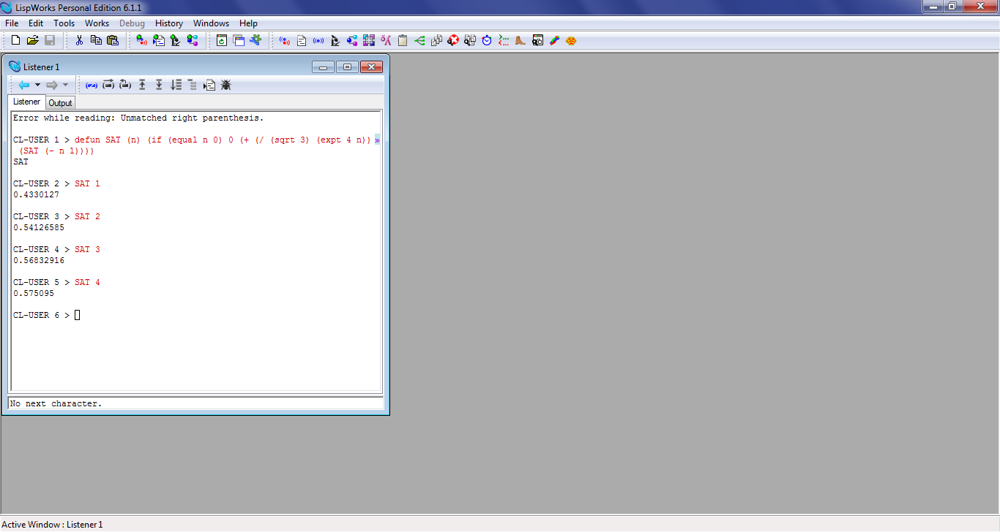 LispWorks Personal Edition 6.1.1
File Edit Tools Works Debug History Windows Help
Listener 1
Listener Output
Error while reading: Unmatched right parenthesis.
CL-USER 1 > defun SAT (n) (if (equal n 0) 0 (+ (/ (sqrt 3) (expt 4 n)) »
(SAT (- n 1))))
SAT
CL-USER 2 > SAT 1
0.4330127
CL-USER 3 > SAT 2
0.54126585
CL-USER 4 > SAT 3
0.56832916
CL-USER 5 > SAT 4
0.575095
CL-USER 6 >
No next character.
Active Window : Listener 1